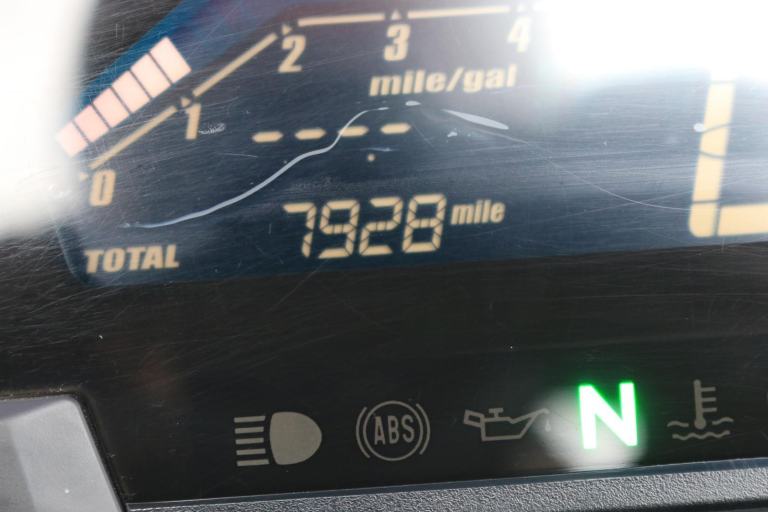 2 3 4
mile/gal
1
----
0
7928 mile
TOTAL
ABS N